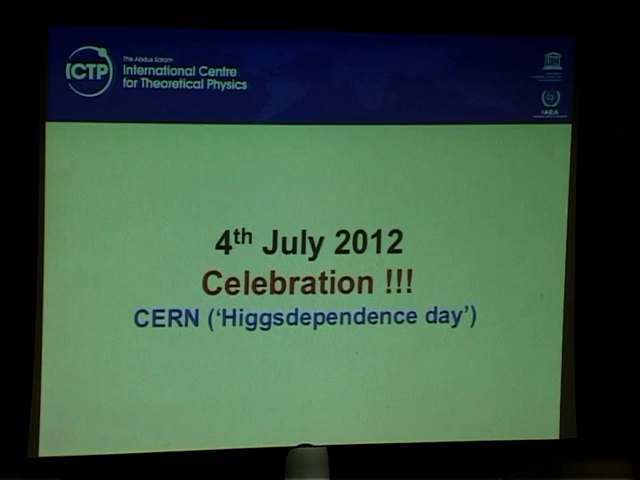 ICTP
The Abdus Salam
International Centre
for Theoretical Physics
IAEA
4th July 2012
Celebration !!!
CERN (‘Higgsdependence day’)